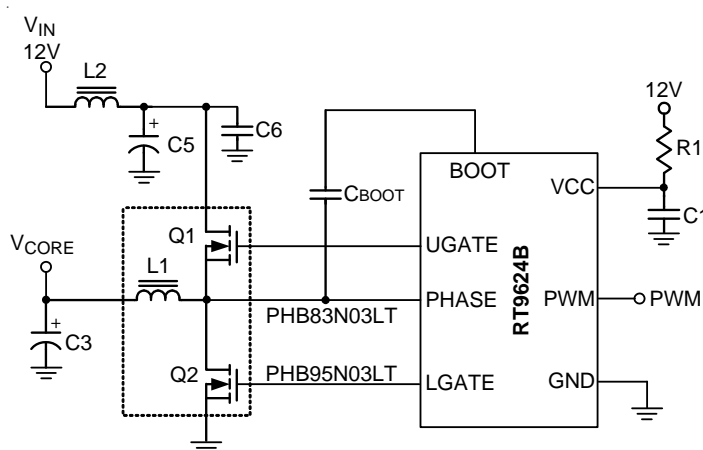 VIN
12V
L2
12V
+
C5
C6
R1
CBOOT
BOOT
VCC
C1
Q1
UGATE
VCORE
L1
RT9624B
PHASE
PWM
PWM
+
C3
PHB83N03LT
Q2
PHB95N03LT
LGATE
GND